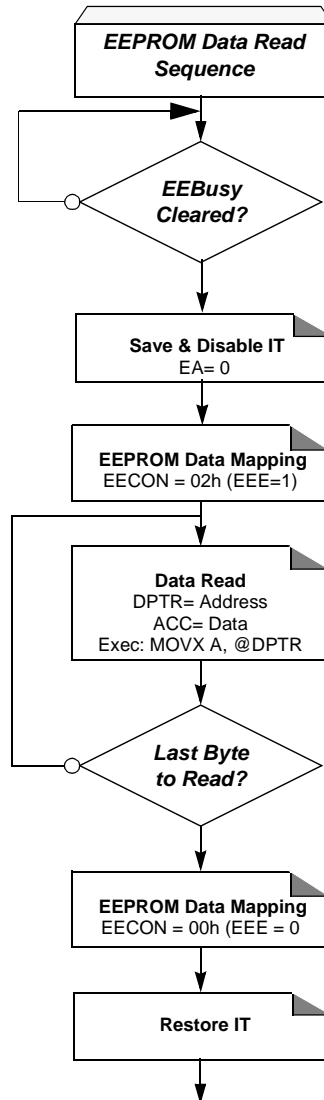 EEPROM Data Read
Sequence
EEBusy
Cleared?
Save & Disable IT
EA= 0
EEPROM Data Mapping
EECON = 02h (EEE=1)
Data Read
DPTR= Address
ACC= Data
Exec: MOVX A, @DPTR
Last Byte
to Read?
EEPROM Data Mapping
EECON = 00h (EEE = 0
Restore IT